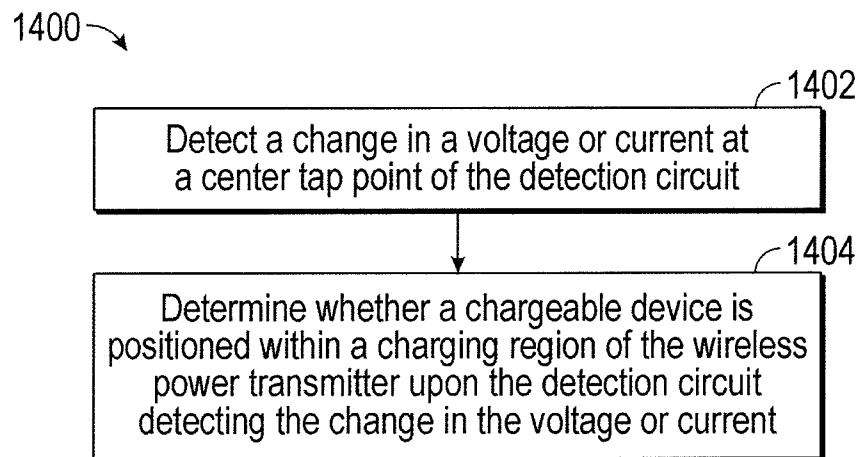 1400
1402
Detect a change in a voltage or current at
a center tap point of the detection circuit
1404
Determine whether a chargeable device is
positioned within a charging region of the wireless
power transmitter upon the detection circuit
detecting the change in the voltage or current